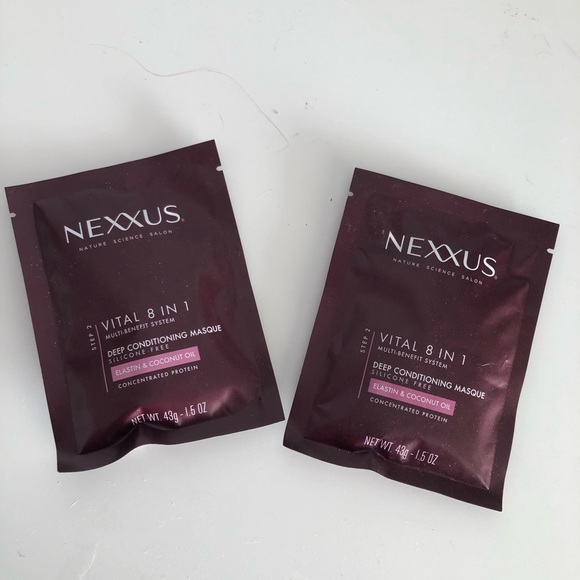 NEXXUS®
NATURE SCIENCE SALON
STEP 2
VITAL 8 IN 1
MULTI-BENEFIT SYSTEM
DEEP CONDITIONING MASQUE
SILICONE FREE
ELASTIN & COCONUT OIL
CONCENTRATED PROTEIN
NET WT. 43g - 1.5 OZ
NEXXUS®
NATURE SCIENCE SALON
STEP 2
VITAL 8 IN 1
MULTI-BENEFIT SYSTEM
DEEP CONDITIONING MASQUE
SILICONE FREE
ELASTIN & COCONUT OIL
CONCENTRATED PROTEIN
NET WT. 43g - 1.5 OZ